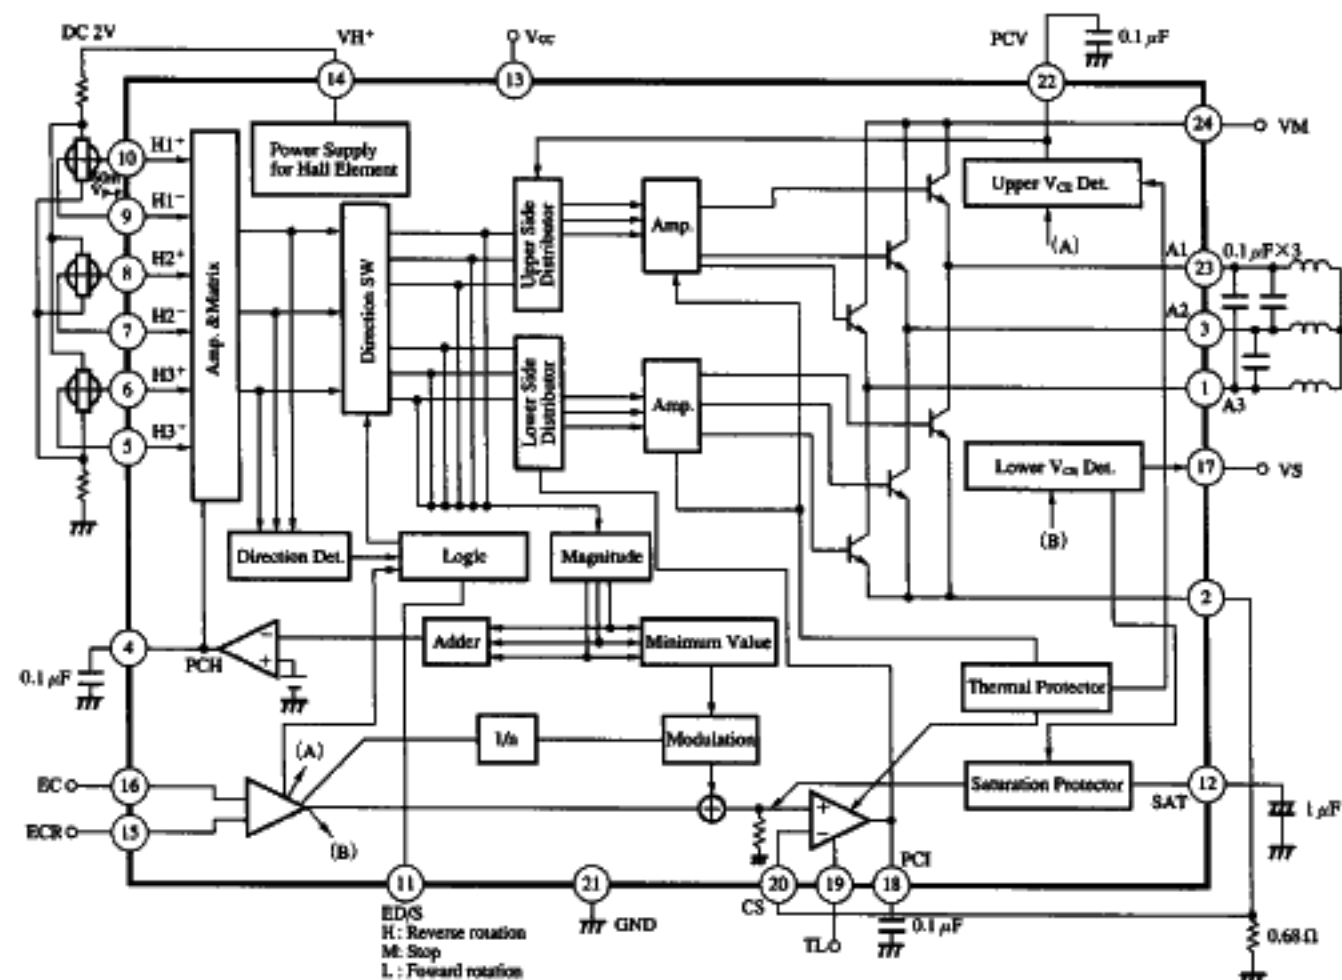 DC 2V
VH⁺
Vcc
PCV
0.1 µF
14
13
22
24
VM
10
H1⁺
Power Supply
for Hall Element
9
H1⁻
8
H2⁺
7
H2⁻
6
H3⁺
5
H3⁻
Amp. &Matrix
Direction SW
Upper Side
Distributor
Amp.
Upper VCE Det.
(A)
A1
23
0.1 µF×3
A2
3
1
A3
Lower Side
Distributor
Amp.
Lower VCE Det.
17
VS
(B)
Direction Det.
Logic
Magnitude
2
4
PCH
0.1 µF
−
+
Adder
Minimum Value
Thermal Protector
1/n
Modulation
(A)
EC
16
ECR
15
(B)
+
−
Saturation Protector
12
SAT
1 µF
11
21
20
19
18
PCI
ED/S
GND
CS
TL
0.1 µF
0.68Ω
H : Reverse rotation
M: Stop
L : Foward rotation